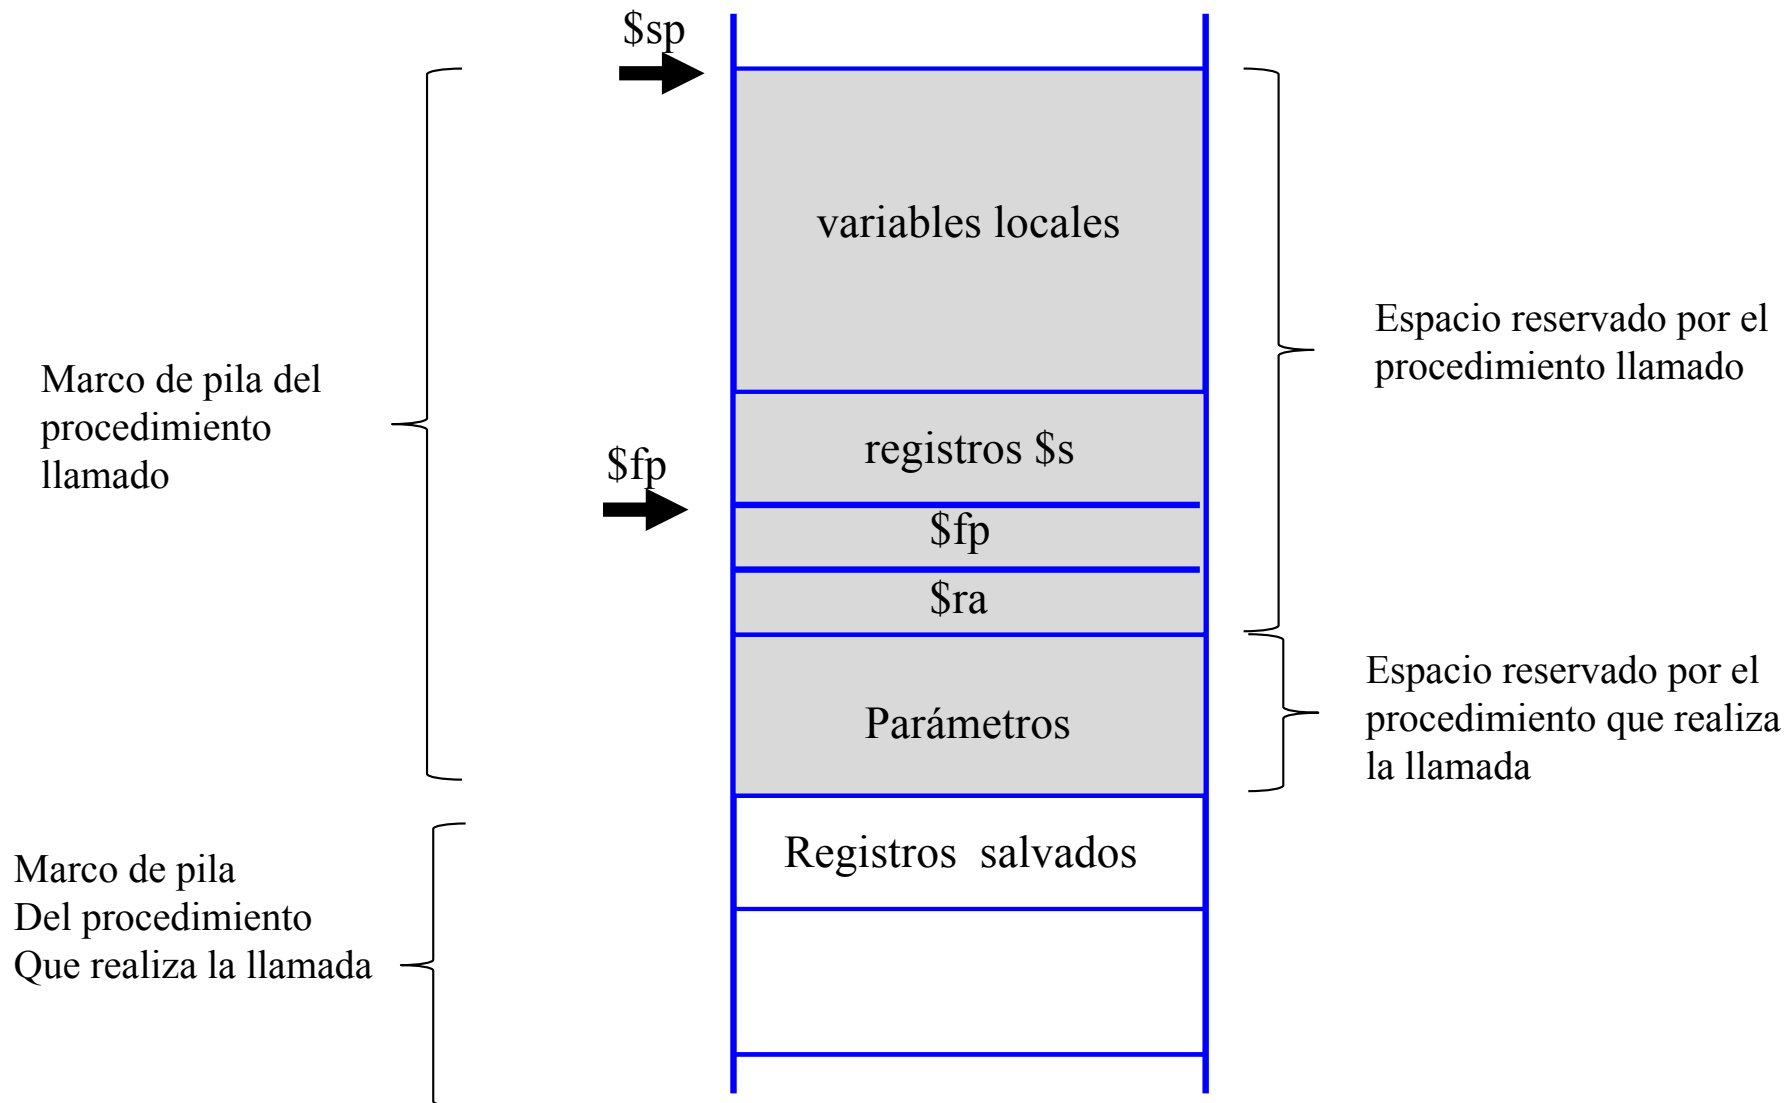 $sp
variables locales
Espacio reservado por el
procedimiento llamado
Marco de pila del
procedimiento
llamado
registros $s
$fp
$fp
$ra
Espacio reservado por el
procedimiento que realiza
la llamada
Parámetros
Registros salvados
Marco de pila
Del procedimiento
Que realiza la llamada